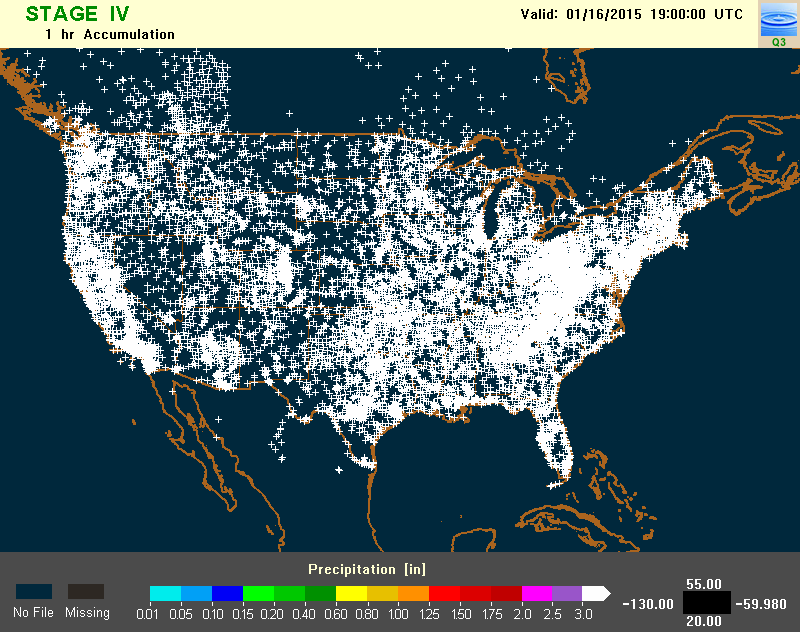 STAGE IV
1 hr Accumulation
Valid: 01/16/2015 19:00:00 UTC
Q3
Precipitation [in]
No File
Missing
0.01 0.05 0.10 0.15 0.20 0.40 0.60 0.80 1.00 1.25 1.50 1.75 2.0 2.5 3.0
55.00
-130.00 -59.980
20.00